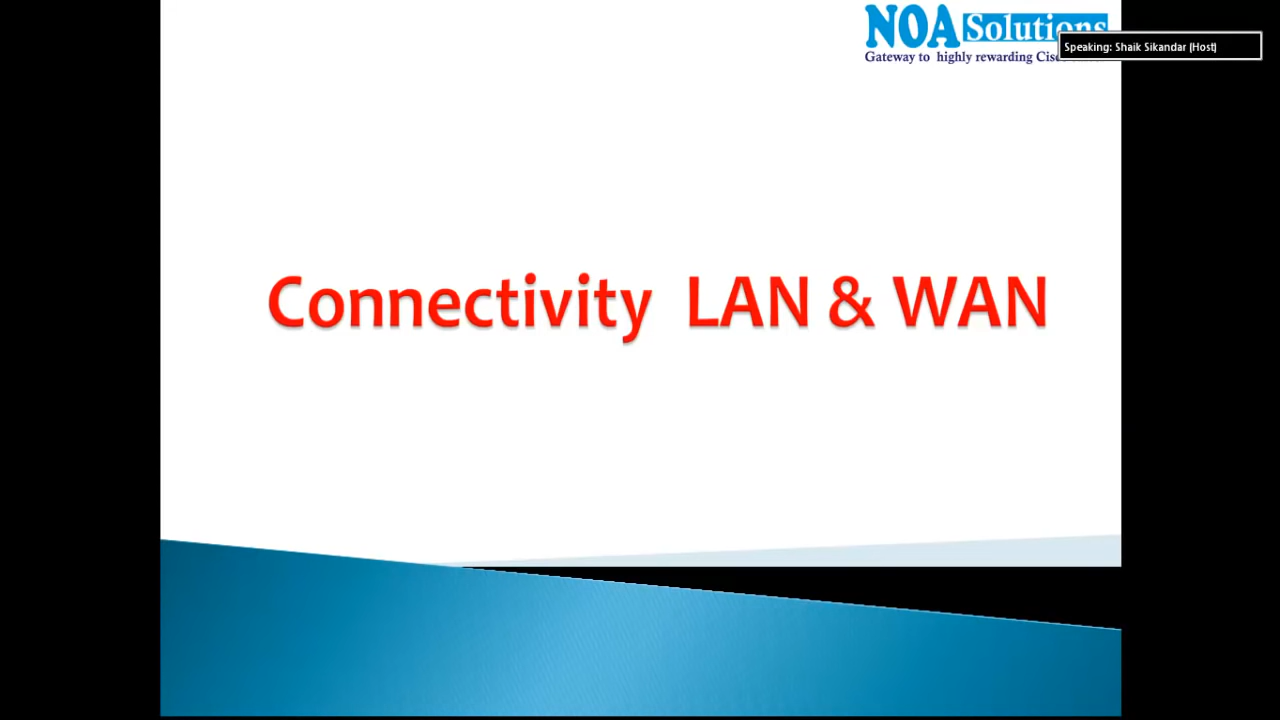 NOA Solutions
Speaking: Shaik Sikandar (Host)
Gateway to highly rewarding
Connectivity LAN & WAN